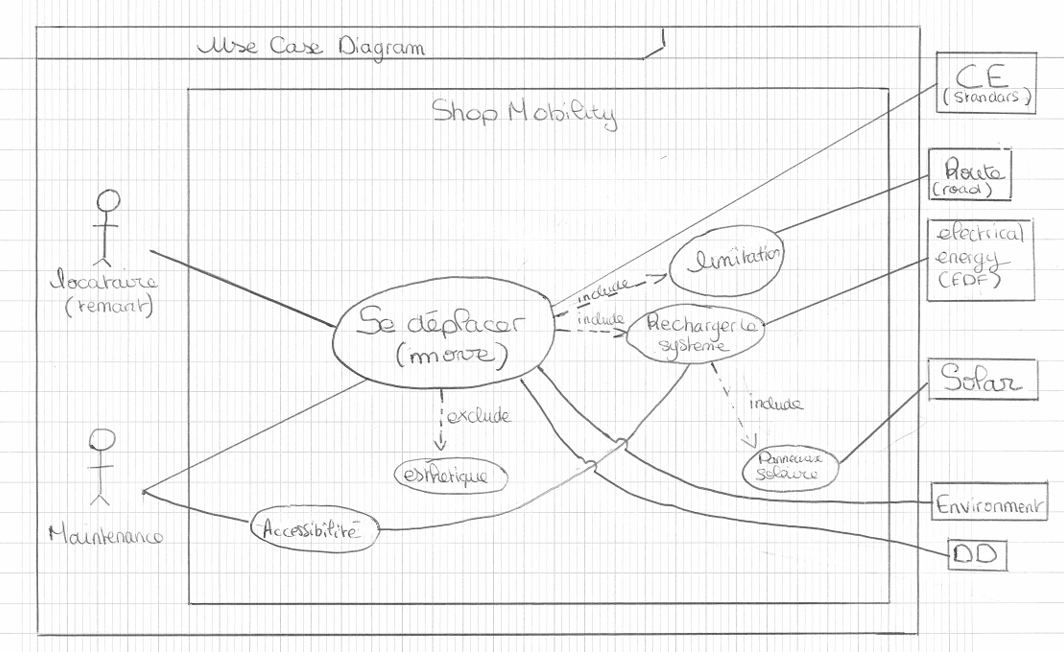 Use Case Diagram
Shop Mobility
CE
(Standars)
Route
(road)
electrical
energy
(EDF)
Solar
Environment
DD
locataire
(remant)
Maintenance
Se déplacer
(move)
include
limitation
include
Recharger le
système
include
Panneaux
solaire
exclude
esthétique
Accessibilité